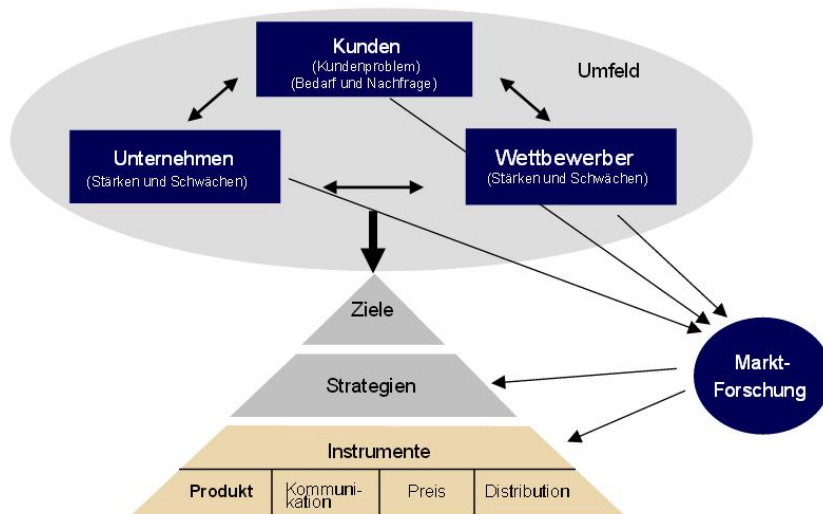 Kunden
(Kundenproblem)
(Bedarf und Nachfrage)
Umfeld
Unternehmen
(Stärken und Schwächen)
Wettbewerber
(Stärken und Schwächen)
Ziele
Strategien
Markt-
Forschung
Instrumente
Produkt
Kommuni-
kation
Preis
Distribution